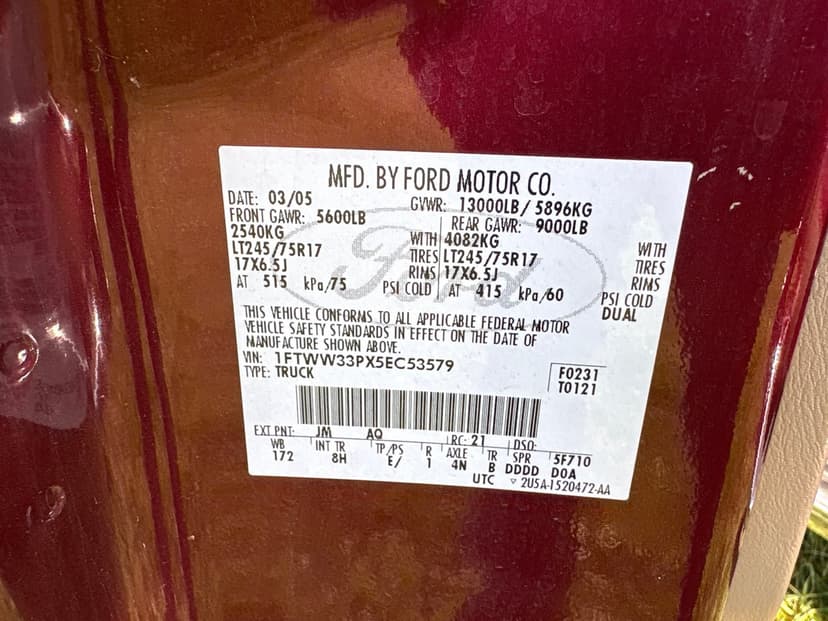 MFD. BY FORD MOTOR CO.
DATE: 03/05 GVWR: 13000LB/ 5896KG
FRONT GAWR: 5600LB REAR GAWR: 9000LB
2540KG WITH 4082KG WITH
LT245/75R17 TIRES LT245/75R17 TIRES
17X6.5J RIMS 17X6.5J RIMS
AT 515 kPa/75 PSI COLD AT 415 kPa/60 PSI COLD
DUAL
Ford
THIS VEHICLE CONFORMS TO ALL APPLICABLE FEDERAL MOTOR
VEHICLE SAFETY STANDARDS IN EFFECT ON THE DATE OF
MANUFACTURE SHOWN ABOVE.
VIN: 1FTWW33PX5EC53579 F0231
TYPE: TRUCK T0121
EXT PNT: JM AQ RC: 21 DSO:
WB INT TR TP/PS R AXLE TR SPR 5F710
172 8H E/ 1 4N B DDDD D0A
UTC ▽ 2U5A-1520472-AA